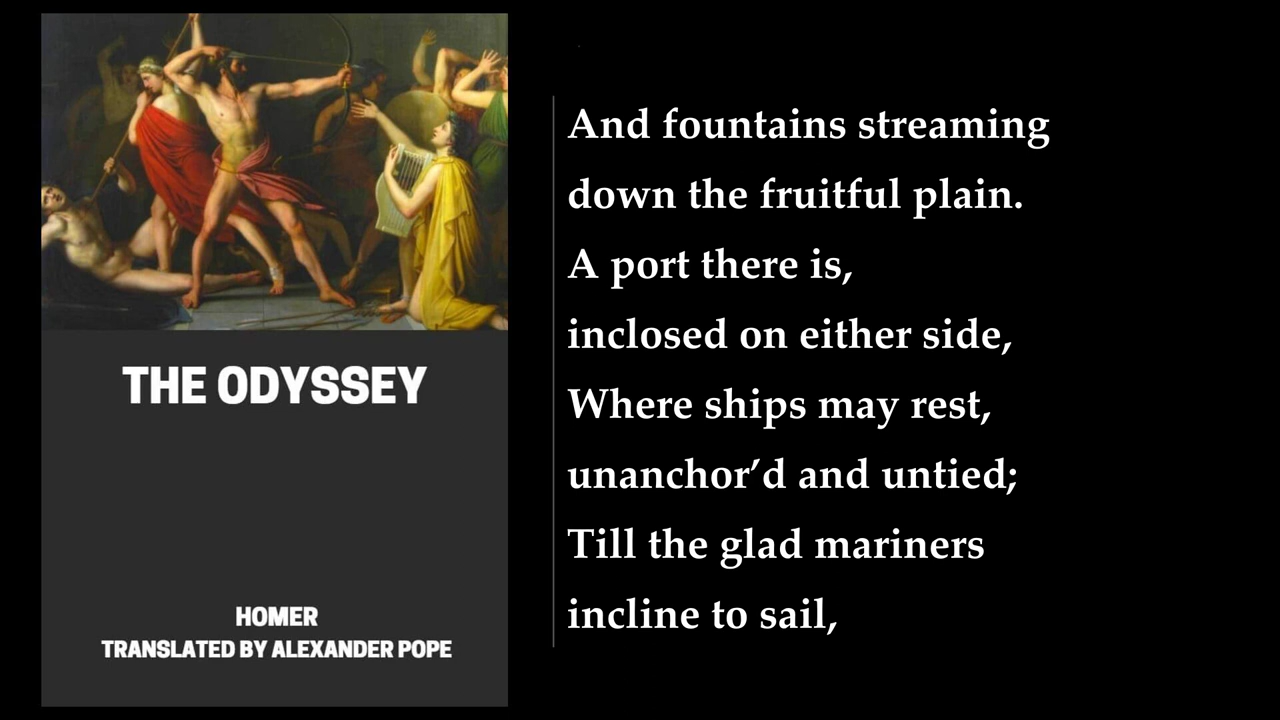 THE ODYSSEY
HOMER
TRANSLATED BY ALEXANDER POPE
And fountains streaming
down the fruitful plain.
A port there is,
inclosed on either side,
Where ships may rest,
unanchor’d and untied;
Till the glad mariners
incline to sail,